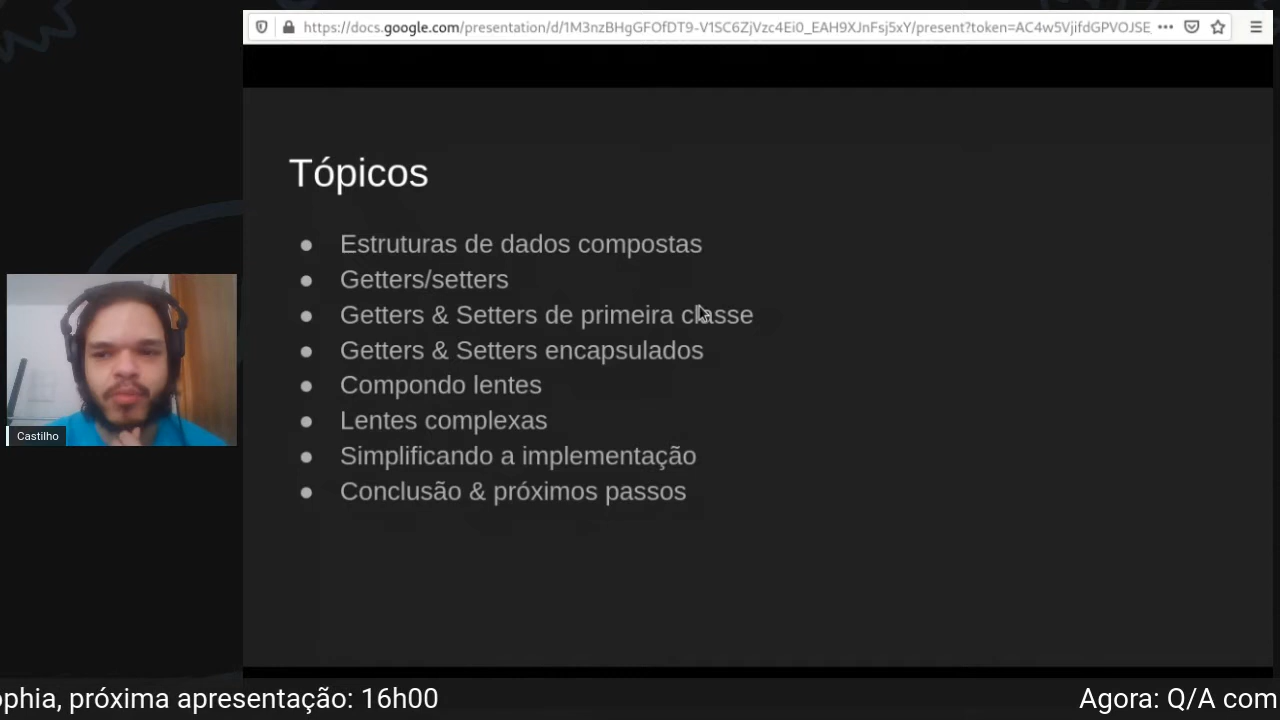 https://docs.google.com/presentation/d/1M3nzBHgGFOfDT9-V1SC6ZjVzc4Ei0_EAH9XJnFsj5xY/present?token=AC4w5VjifdGPVOJSE
Tópicos
● Estruturas de dados compostas
● Getters/setters
● Getters & Setters de primeira classe
● Getters & Setters encapsulados
● Compondo lentes
● Lentes complexas
● Simplificando a implementação
● Conclusão & próximos passos
Castilho
ophia, próxima apresentação: 16h00
Agora: Q/A com